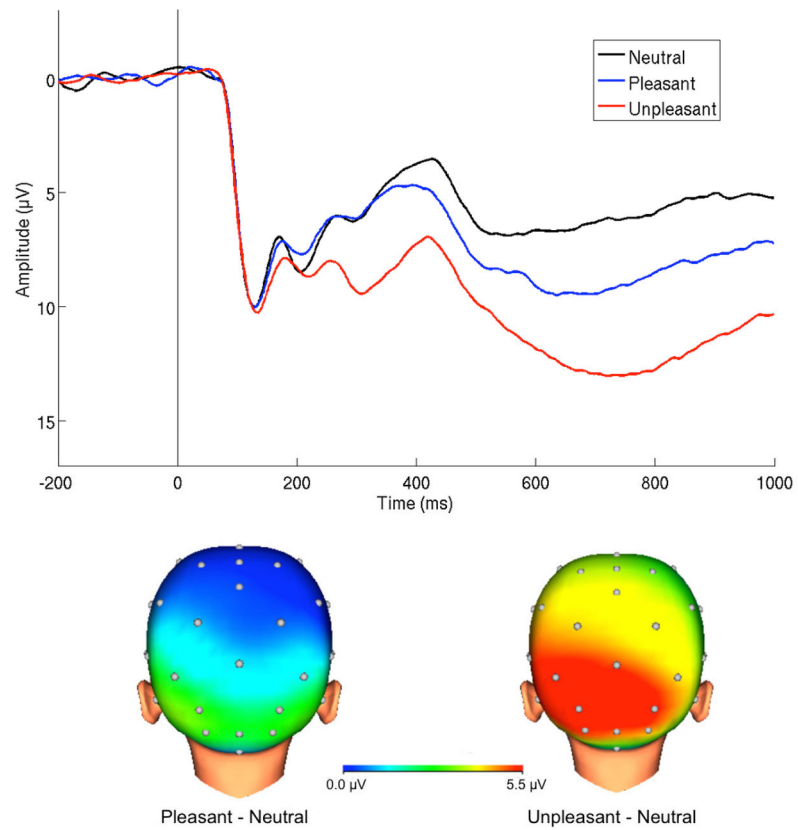 Neutral
Pleasant
Unpleasant
Amplitude (µV)
0
5
10
15
-200
0
200
400
600
800
1000
Time (ms)
0.0 µV
5.5 µV
Pleasant - Neutral
Unpleasant - Neutral